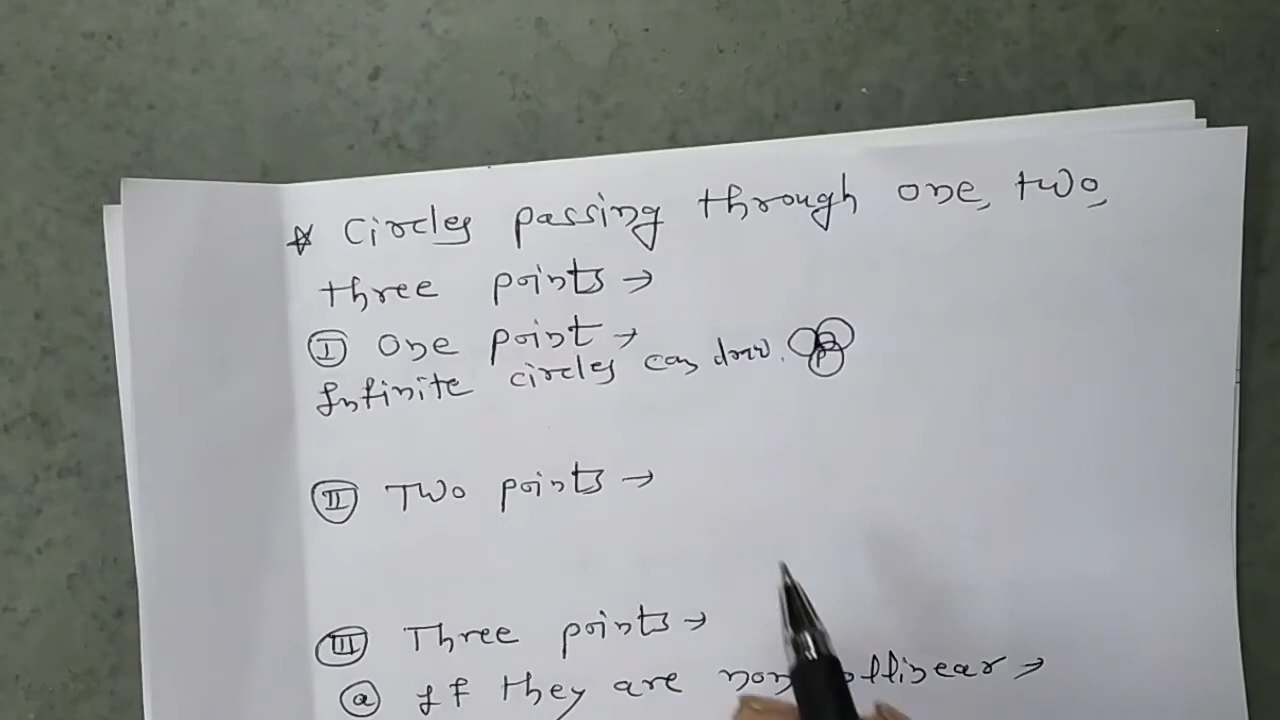 ☆ Circles passing through one, two,
three points →
Ⓘ One point →
Infinite circles can draw. P
Ⅱ Two points →
Ⅲ Three points →
ⓐ If they are non collinear →